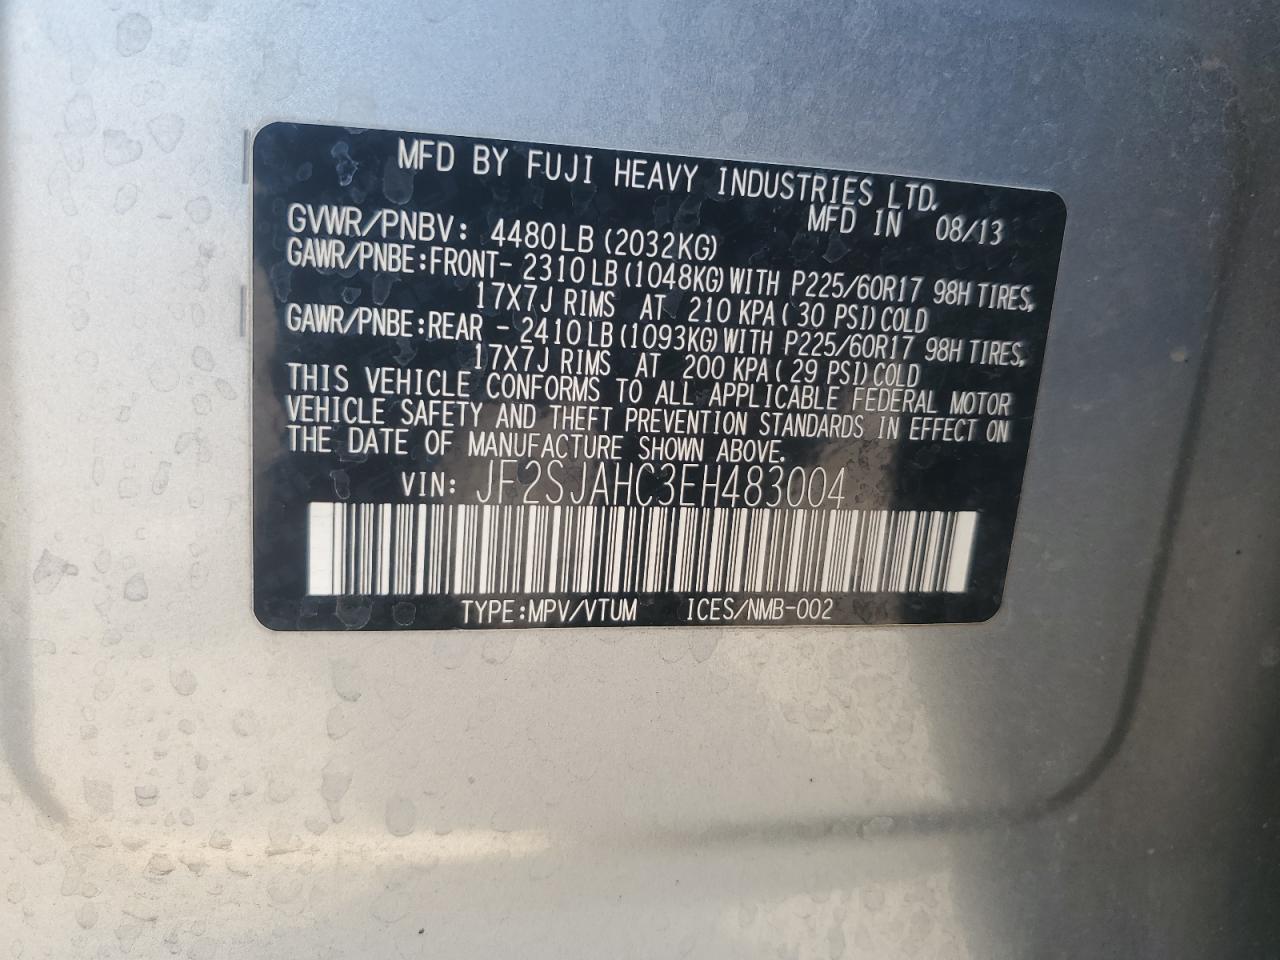 MFD BY FUJI HEAVY INDUSTRIES LTD.
MFD IN 08/13
GVWR/PNBV: 4480LB (2032KG)
GAWR/PNBE:FRONT- 2310LB (1048KG) WITH P225/60R17 98H TIRES,
17X7J RIMS AT 210 KPA ( 30 PSI) COLD
GAWR/PNBE:REAR - 2410LB (1093KG) WITH P225/60R17 98H TIRES,
17X7J RIMS AT 200 KPA ( 29 PSI) COLD
THIS VEHICLE CONFORMS TO ALL APPLICABLE FEDERAL MOTOR
VEHICLE SAFETY AND THEFT PREVENTION STANDARDS IN EFFECT ON
THE DATE OF MANUFACTURE SHOWN ABOVE.
VIN: JF2SJAHC3EH483004
TYPE:MPV/VTUM ICES/NMB-002